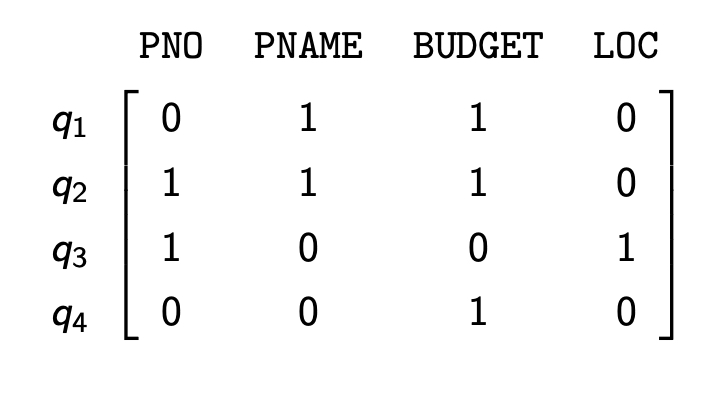 PNO PNAME BUDGET LOC
q1 0 1 1 0
q2 1 1 1 0
q3 1 0 0 1
q4 0 0 1 0